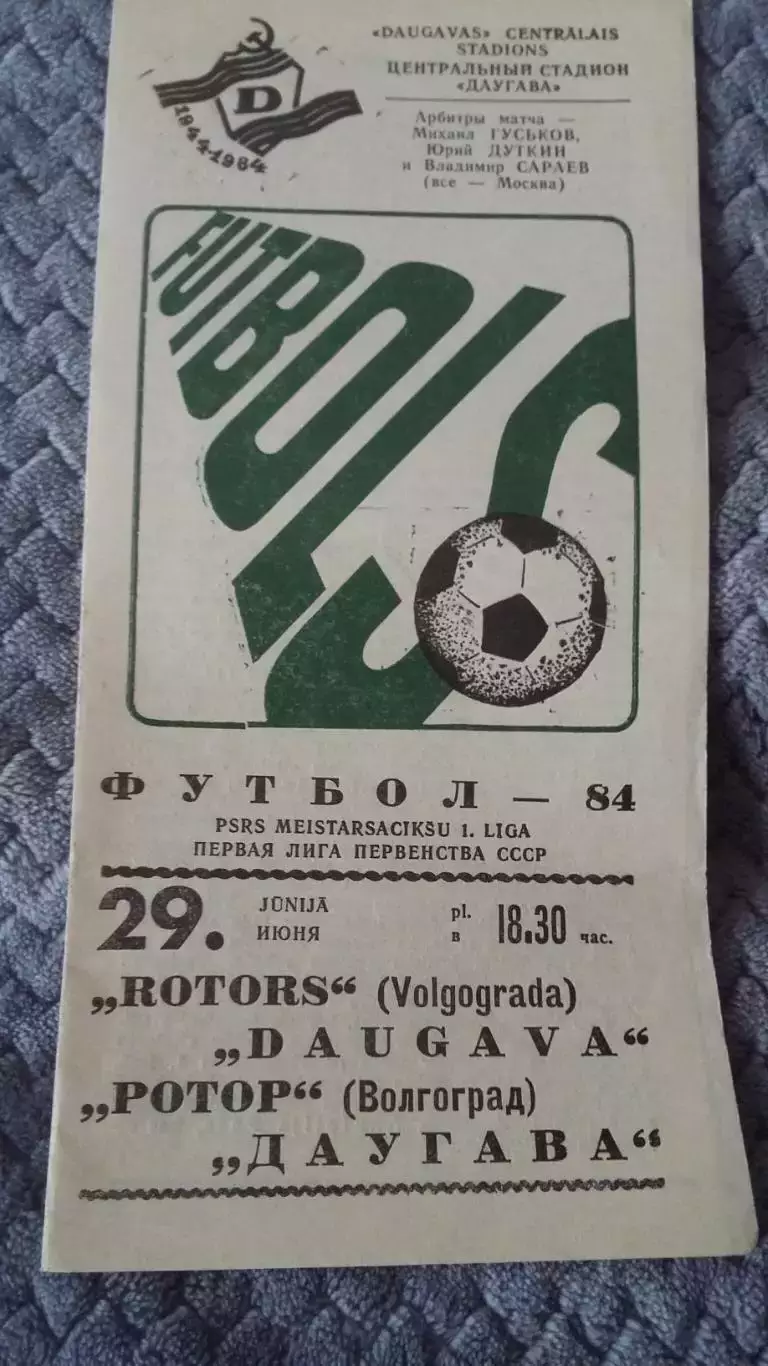 D
1944-1984
«DAUGAVAS» CENTRĀLAIS
STADIONS
ЦЕНТРАЛЬНЫЙ СТАДИОН
«ДАУГАВА»
Арбитры матча —
Михаил ГУСЬКОВ,
Юрий ДУТКИН
и Владимир САРАЕВ
(все — Москва)
FUTBOLS
ФУТБОЛ — 84
PSRS MEISTARSACIKSU 1. LIGA
ПЕРВАЯ ЛИГА ПЕРВЕНСТВА СССР
29. JŪNIJĀ pl. 18.30
ИЮНЯ в час.
„ROTORS“ (Volgograda)
„DAUGAVA“
„РОТОР“ (Волгоград)
„ДАУГАВА“